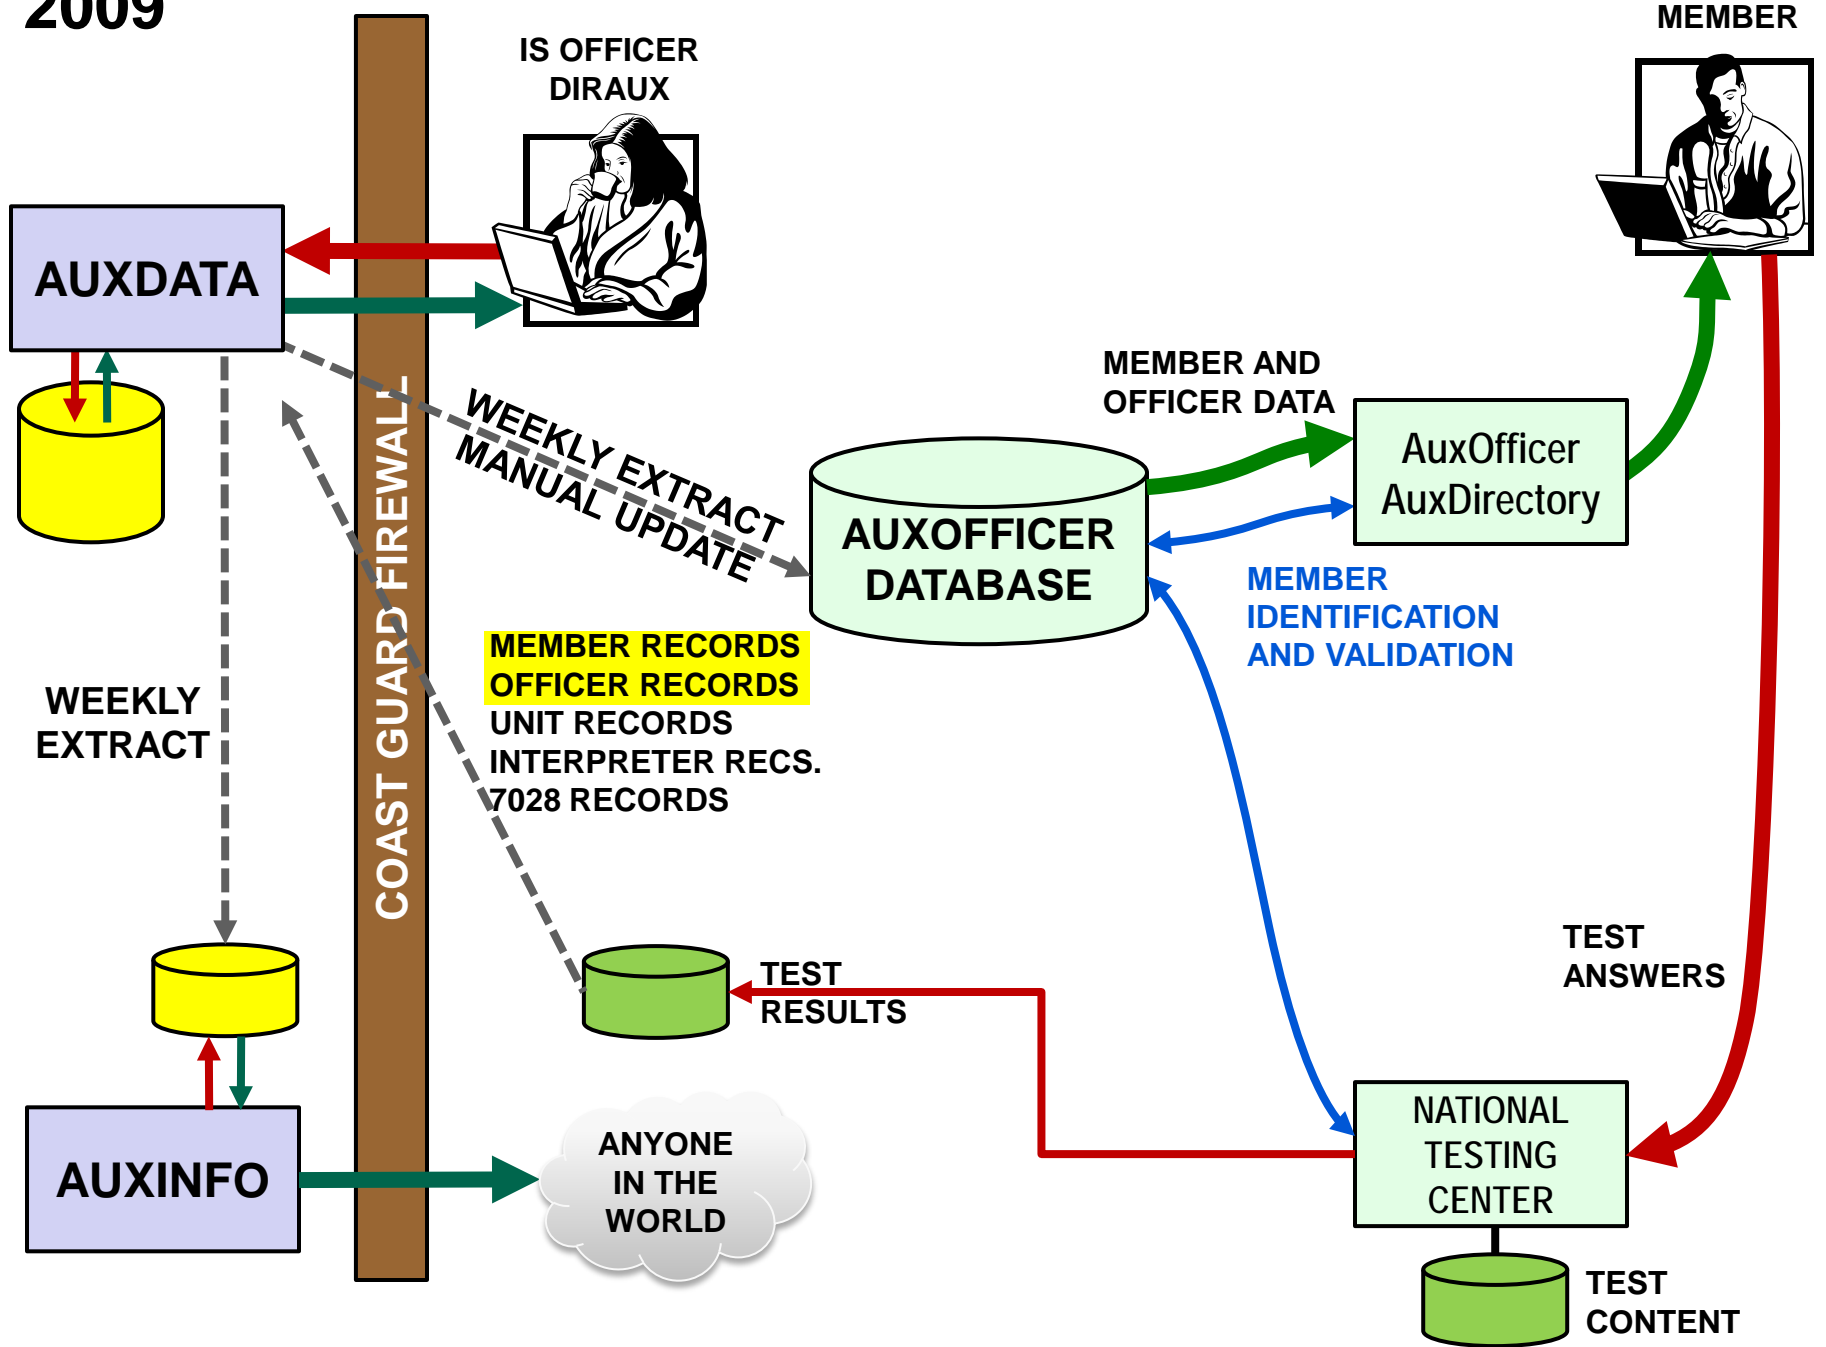 2009
IS OFFICER
DIRAUX
MEMBER
AUXDATA
COAST GUARD FIREWALL
WEEKLY EXTRACT
MANUAL UPDATE
MEMBER AND
OFFICER DATA
AuxOfficer
AuxDirectory
AUXOFFICER
DATABASE
MEMBER
IDENTIFICATION
AND VALIDATION
MEMBER RECORDS
OFFICER RECORDS
UNIT RECORDS
INTERPRETER RECS.
7028 RECORDS
WEEKLY
EXTRACT
TEST
RESULTS
TEST
ANSWERS
AUXINFO
ANYONE
IN THE
WORLD
NATIONAL
TESTING
CENTER
TEST
CONTENT